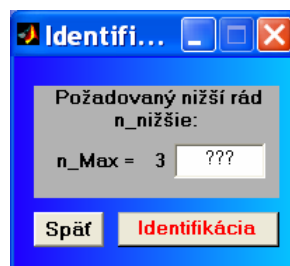 Identifi...
Požadovaný nižší rád
n_nižšie:
n_Max = 3 ???
Späť Identifikácia